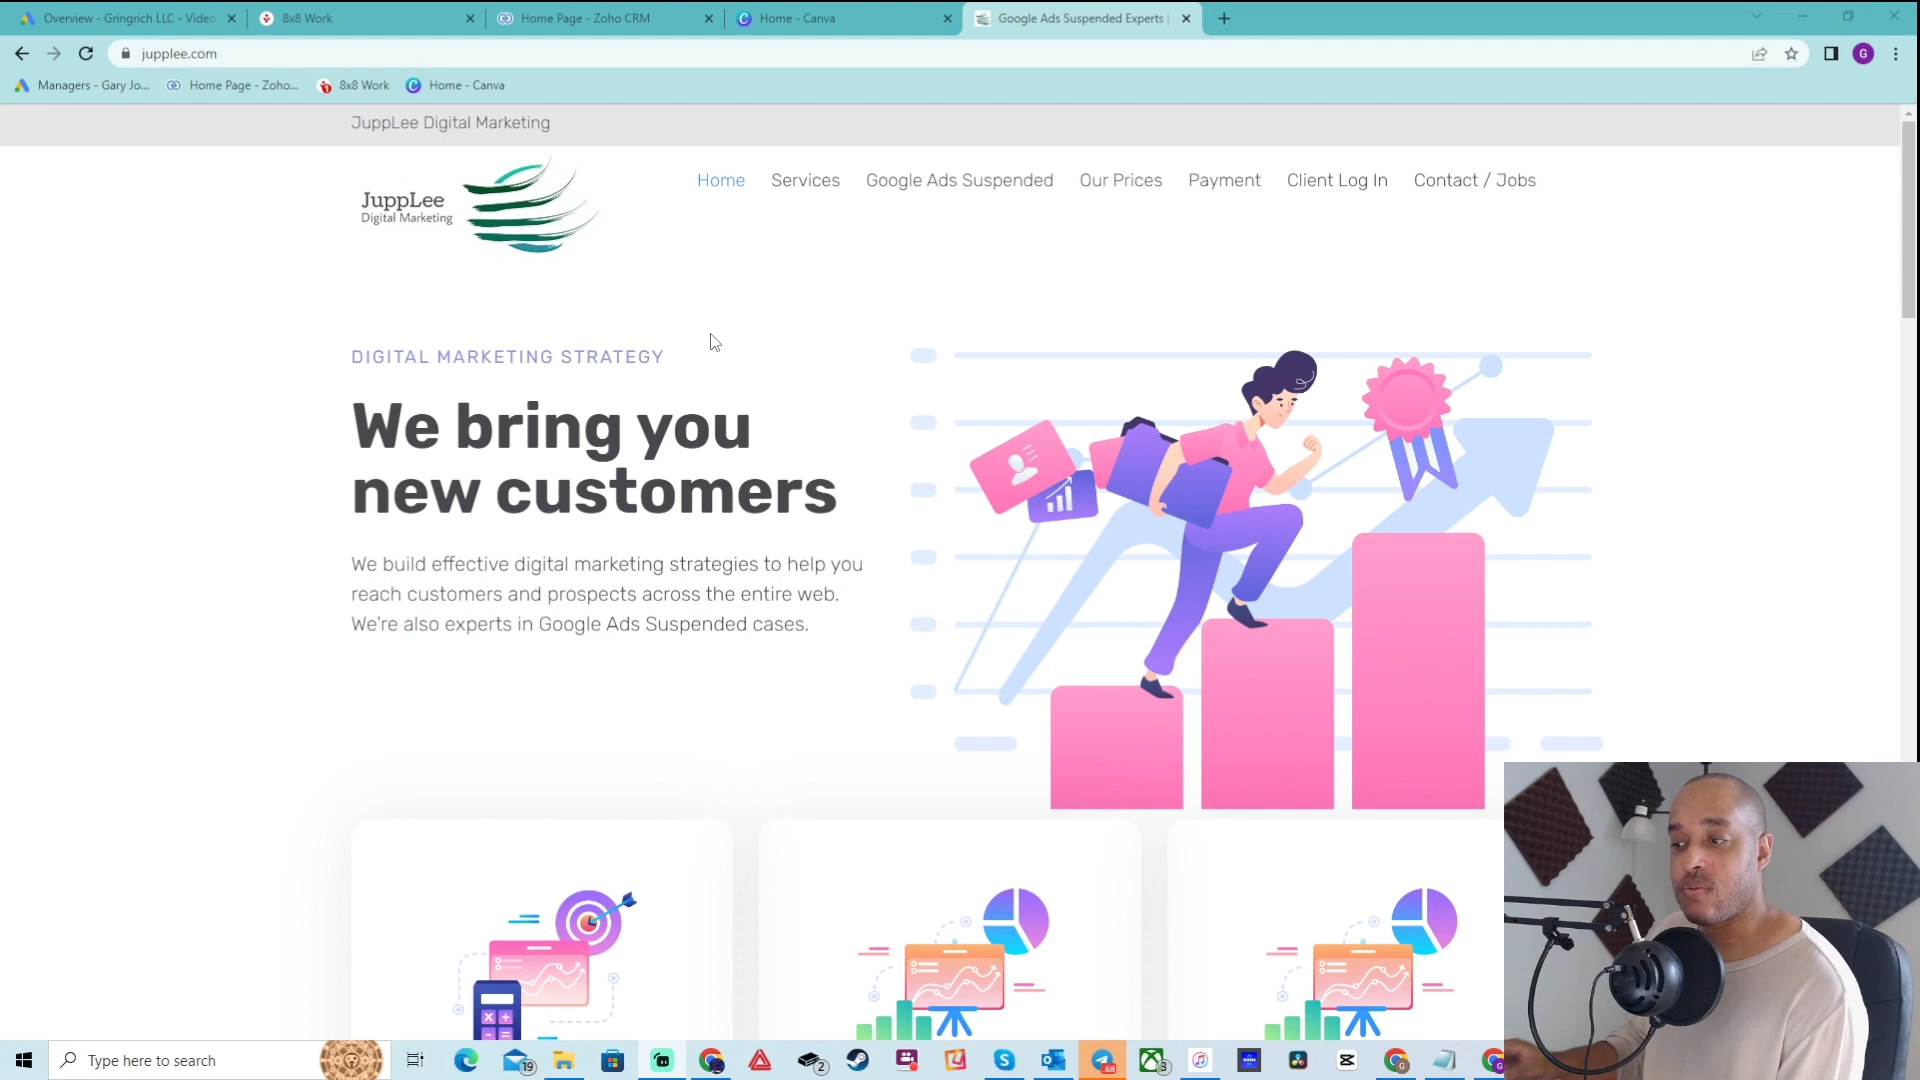 Overview - Gringrich LLC - Video
8x8 Work
Home Page - Zoho CRM
Home - Canva
Google Ads Suspended Experts |
jupplee.com
G
Managers - Gary Jo...
Home Page - Zoho...
8x8 Work
Home - Canva
JuppLee Digital Marketing
JuppLee
Digital Marketing
Home
Services
Google Ads Suspended
Our Prices
Payment
Client Log In
Contact / Jobs
DIGITAL MARKETING STRATEGY
We bring you
new customers
We build effective digital marketing strategies to help you
reach customers and prospects across the entire web.
We're also experts in Google Ads Suspended cases.
Type here to search
19
2
68
3